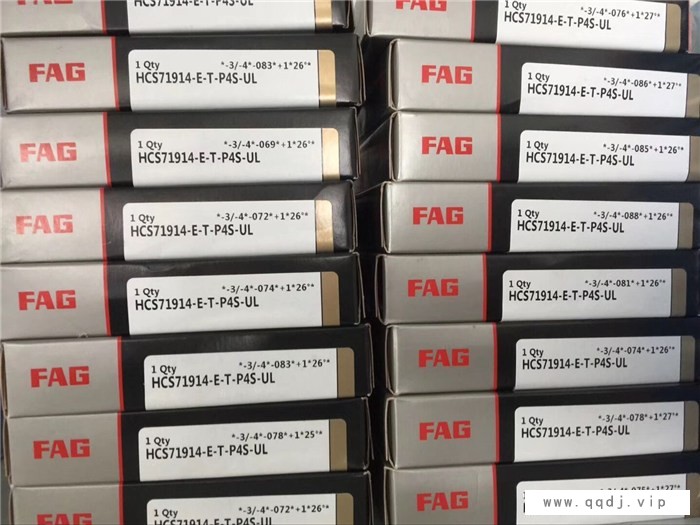 HCS71914-E-T-P4S-UL
FAG
1 Qty *-3/-4*-083*+1*26'*
HCS71914-E-T-P4S-UL
FAG
1 Qty *-3/-4*-069*+1*26'*
HCS71914-E-T-P4S-UL
FAG
1 Qty *-3/-4*-072*+1*26'*
HCS71914-E-T-P4S-UL
FAG
1 Qty *-3/-4*-074*+1*26'*
HCS71914-E-T-P4S-UL
FAG
1 Qty *-3/-4*-083*+1*26'*
HCS71914-E-T-P4S-UL
FAG
1 Qty *-3/-4*-078*+1*25'*
HCS71914-E-T-P4S-UL
1 Qty *-3/-4*-072*+1*26'*
HCS71914-E-T-P4S-UL
FAG
1 Qty *-3/-4*-076*+1*27'*
HCS71914-E-T-P4S-UL
FAG
1 Qty *-3/-4*-086*+1*27'*
HCS71914-E-T-P4S-UL
FAG
1 Qty *-3/-4*-085*+1*26'*
HCS71914-E-T-P4S-UL
FAG
1 Qty *-3/-4*-088*+1*26'*
HCS71914-E-T-P4S-UL
FAG
1 Qty *-3/-4*-081*+1*26'*
HCS71914-E-T-P4S-UL
FAG
1 Qty *-3/-4*-074*+1*26'*
HCS71914-E-T-P4S-UL
FAG
1 Qty *-3/-4*-078*+1*27'*
HCS71914-E-T-P4S-UL
1 Qty
www.qqdj.vip